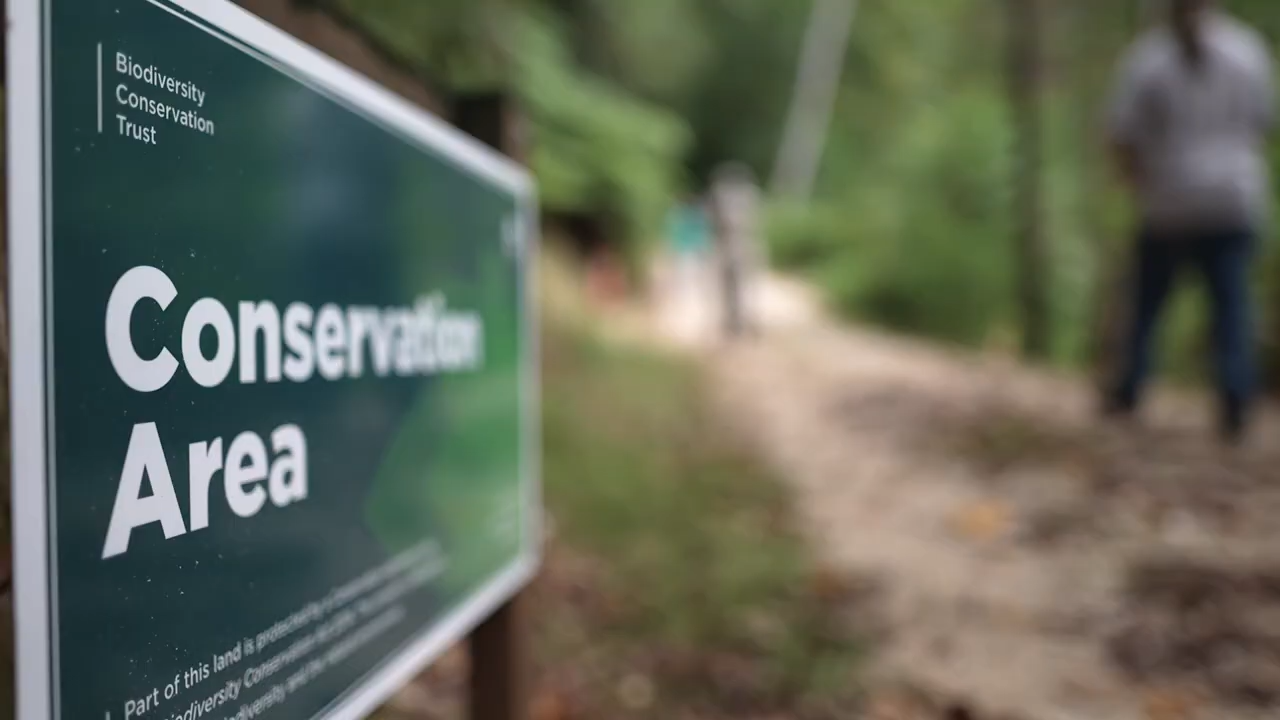 Biodiversity
Conservation
Trust
Conservation
Area
Part of this land is protected by a
Biodiversity Conservation